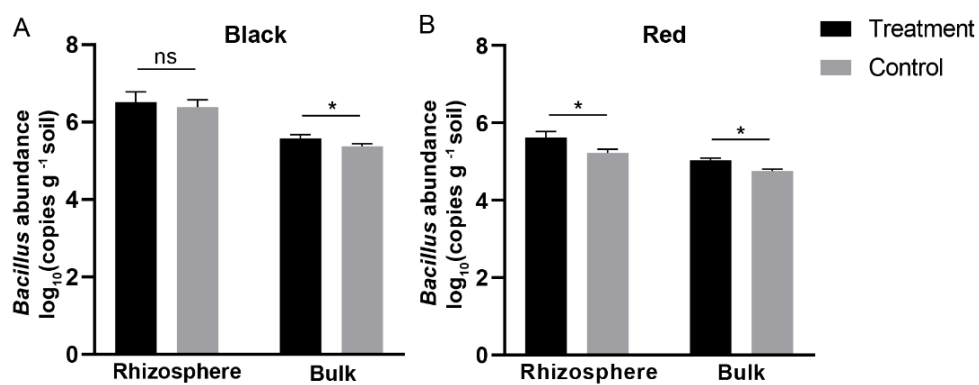 A
Black
8
6
4
2
0
Bacillus abundance
log₁₀(copies g ⁻¹ soil)
ns
*
Rhizosphere
Bulk
B
Red
8
6
4
2
0
Bacillus abundance
log₁₀(copies g ⁻¹ soil)
*
*
Rhizosphere
Bulk
Treatment
Control